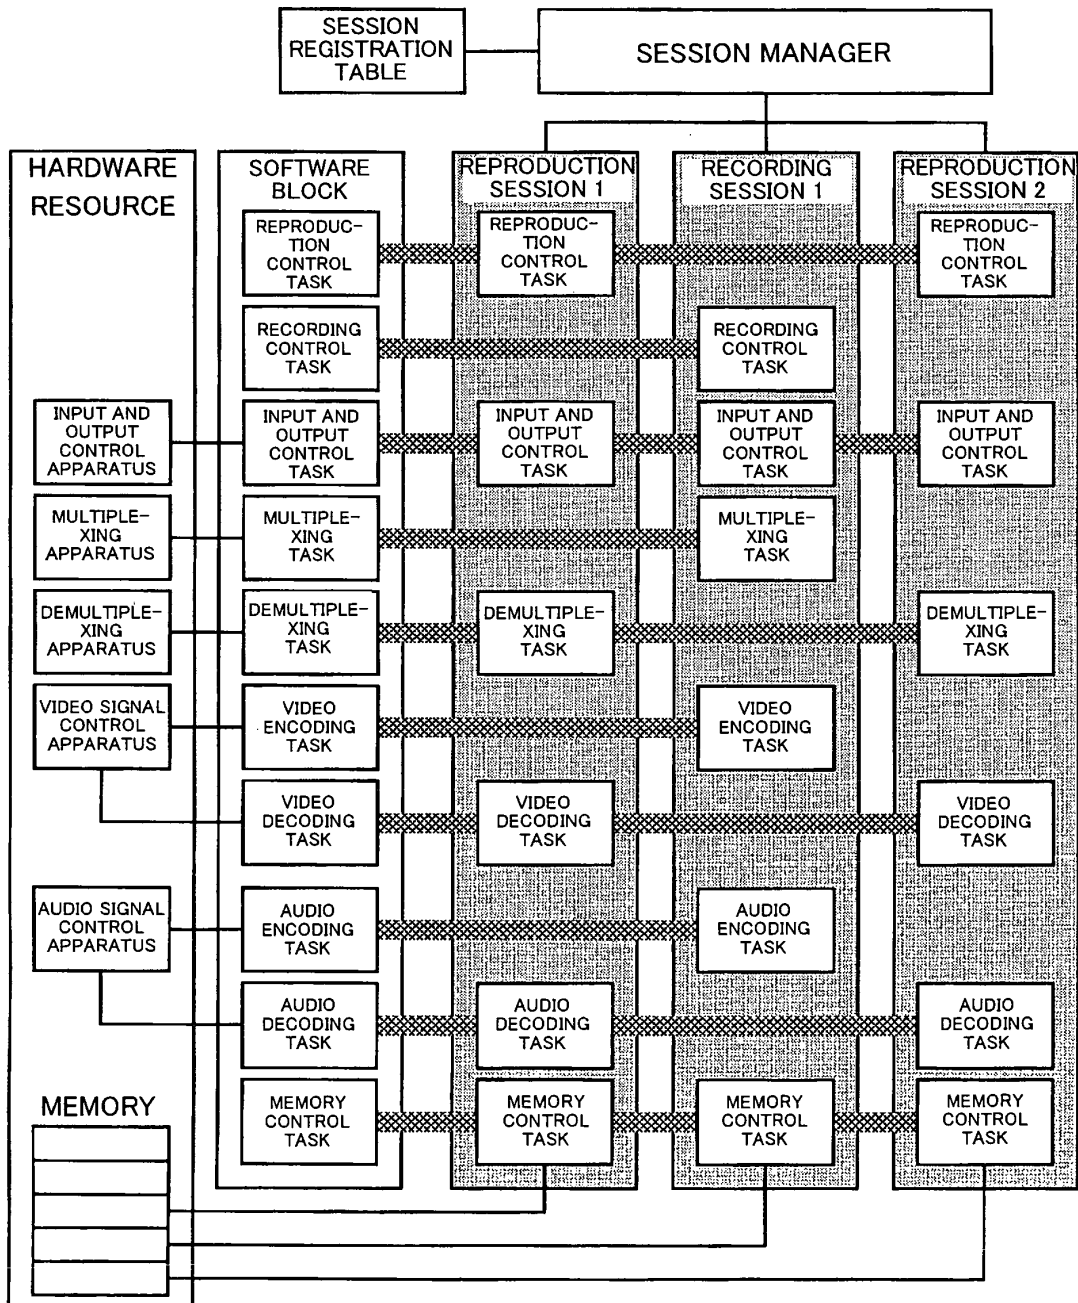 SESSION
REGISTRATION
TABLE
SESSION MANAGER
HARDWARE
RESOURCE
INPUT AND
OUTPUT
CONTROL
APPARATUS
MULTIPLE-
XING
APPARATUS
DEMULTIPLE-
XING
APPARATUS
VIDEO SIGNAL
CONTROL
APPARATUS
AUDIO SIGNAL
CONTROL
APPARATUS
MEMORY
SOFTWARE
BLOCK
REPRODUC-
TION
CONTROL
TASK
RECORDING
CONTROL
TASK
INPUT AND
OUTPUT
CONTROL
TASK
MULTIPLE-
XING
TASK
DEMULTIPLE-
XING
TASK
VIDEO
ENCODING
TASK
VIDEO
DECODING
TASK
AUDIO
ENCODING
TASK
AUDIO
DECODING
TASK
MEMORY
CONTROL
TASK
REPRODUCTION
SESSION 1
REPRODUC-
TION
CONTROL
TASK
INPUT AND
OUTPUT
CONTROL
TASK
DEMULTIPLE-
XING
TASK
VIDEO
DECODING
TASK
AUDIO
DECODING
TASK
MEMORY
CONTROL
TASK
RECORDING
SESSION 1
RECORDING
CONTROL
TASK
INPUT AND
OUTPUT
CONTROL
TASK
MULTIPLE-
XING
TASK
VIDEO
ENCODING
TASK
AUDIO
ENCODING
TASK
MEMORY
CONTROL
TASK
REPRODUCTION
SESSION 2
REPRODUC-
TION
CONTROL
TASK
INPUT AND
OUTPUT
CONTROL
TASK
DEMULTIPLE-
XING
TASK
VIDEO
DECODING
TASK
AUDIO
DECODING
TASK
MEMORY
CONTROL
TASK